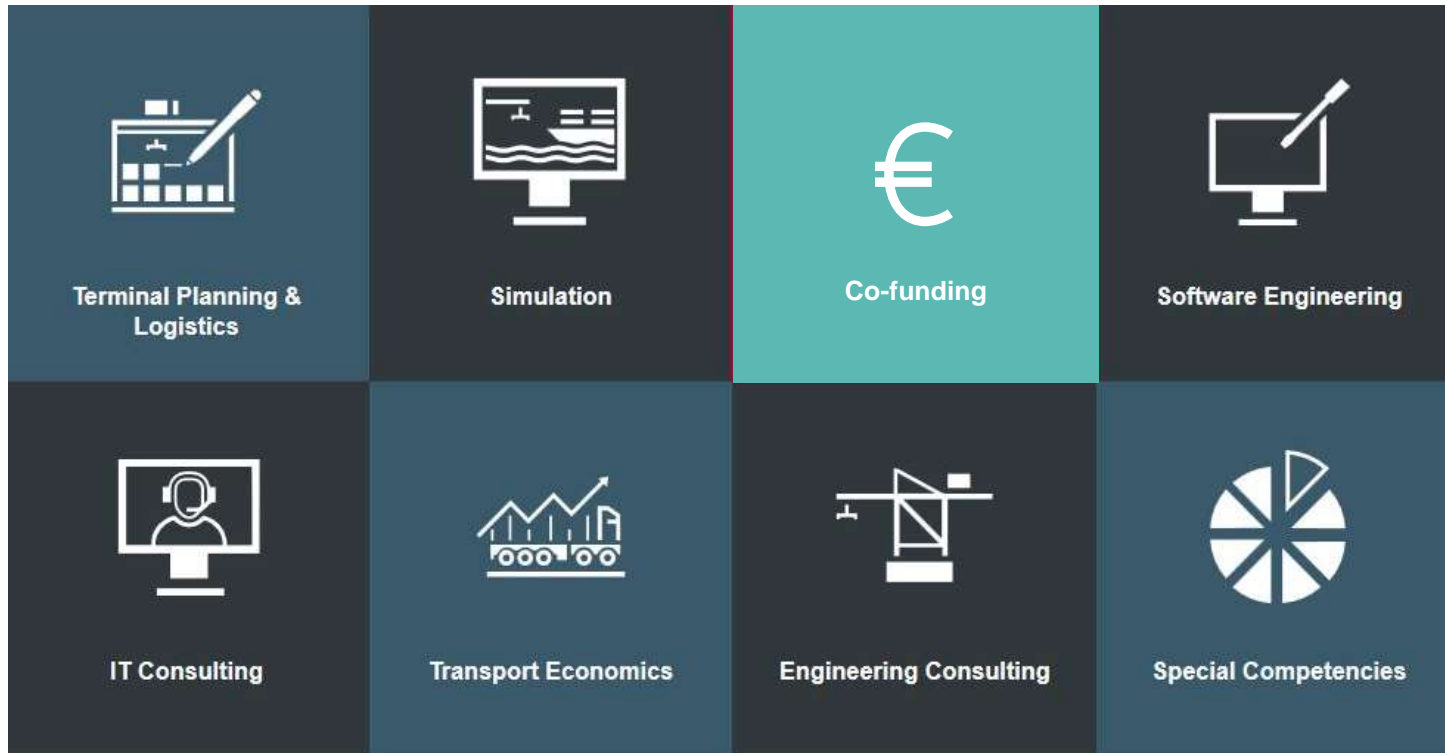 €
Terminal Planning &
Logistics
Simulation
Co-funding
Software Engineering
IT Consulting
Transport Economics
Engineering Consulting
Special Competencies